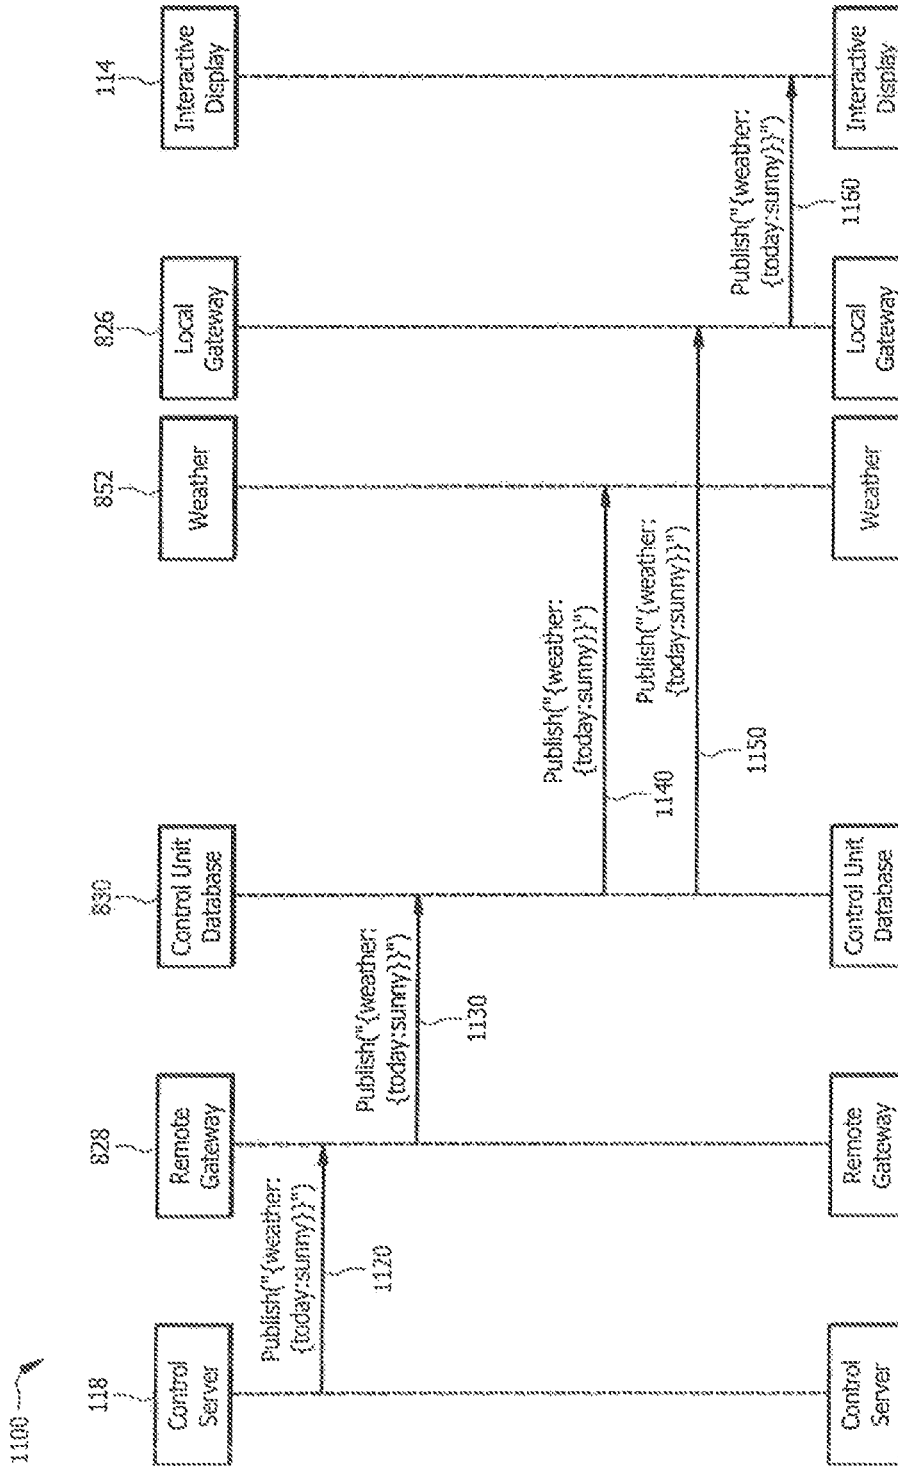 1100
118
Control
Server
828
Remote
Gateway
830
Control Unit
Database
852
Weather
826
Local
Gateway
114
Interactive
Display
Publish("{weather:
{today:sunny}}")
1120
Publish("{weather:
{today:sunny}}")
1130
Publish("{weather:
{today:sunny}}")
1140
Publish("{weather:
{today:sunny}}")
1150
Publish("{weather:
{today:sunny}}")
1160
Control
Server
Remote
Gateway
Control Unit
Database
Weather
Local
Gateway
Interactive
Display